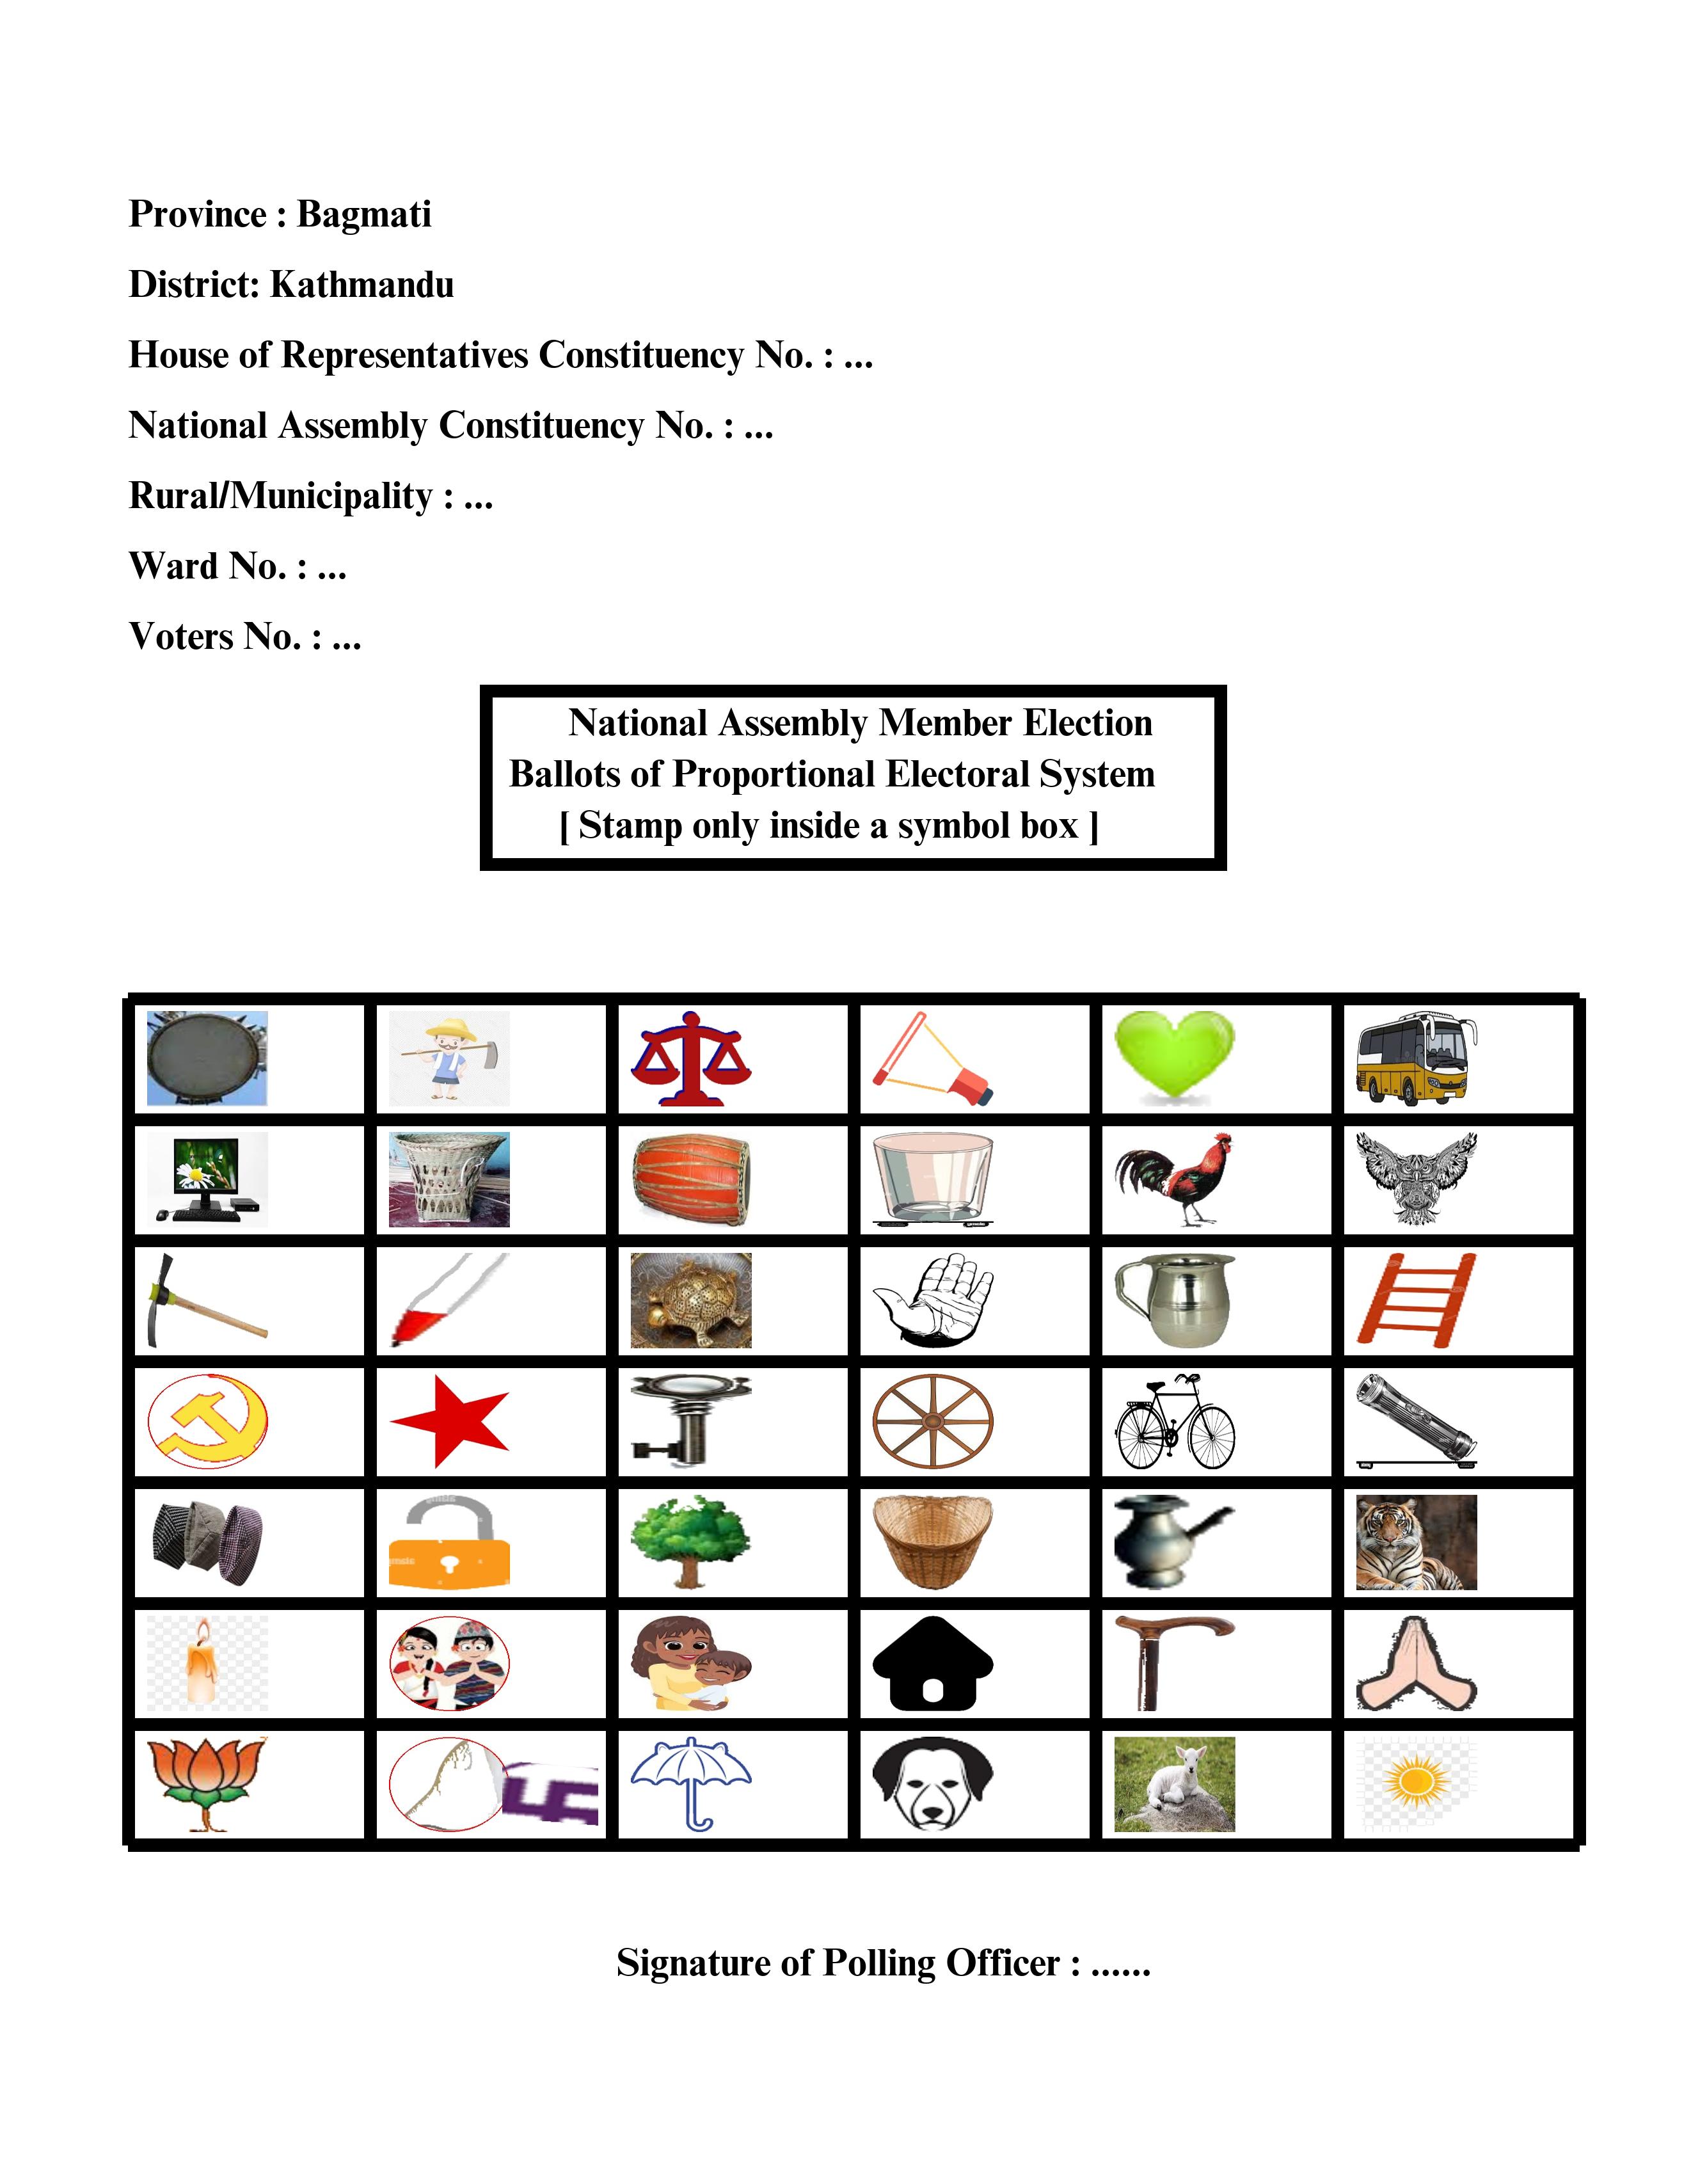 Province : Bagmati
District: Kathmandu
House of Representatives Constituency No. : ...
National Assembly Constituency No. : ...
Rural/Municipality : ...
Ward No. : ...
Voters No. : ...
National Assembly Member Election
Ballots of Proportional Electoral System
[ Stamp only inside a symbol box ]
Signature of Polling Officer : ......